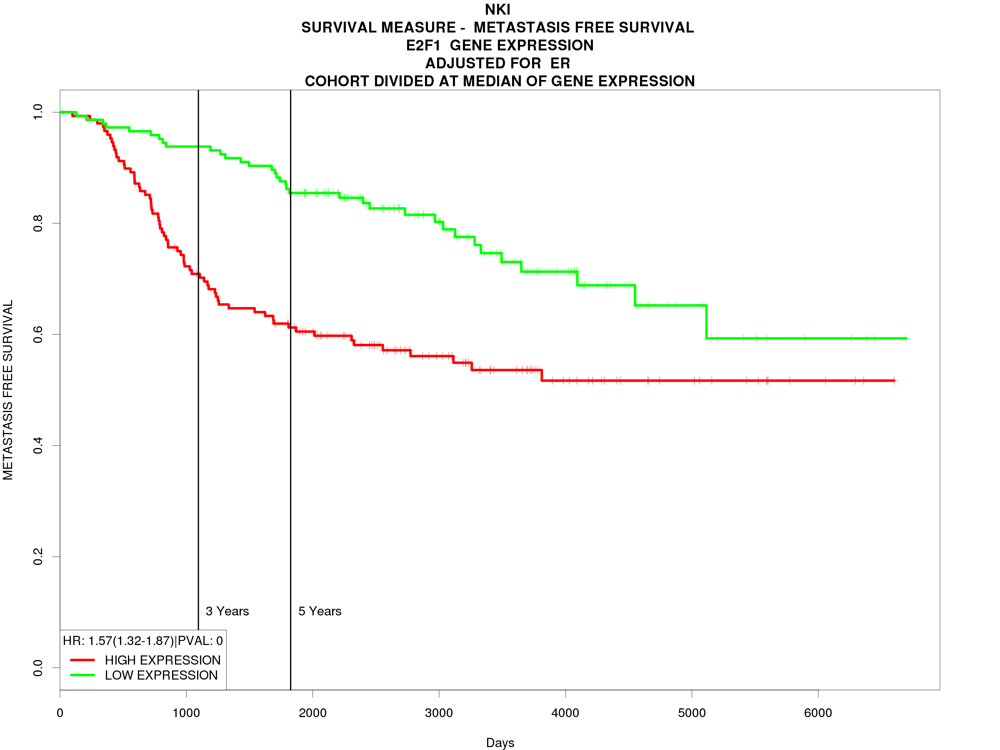 NKI
SURVIVAL MEASURE - METASTASIS FREE SURVIVAL
E2F1 GENE EXPRESSION
ADJUSTED FOR ER
COHORT DIVIDED AT MEDIAN OF GENE EXPRESSION
METASTASIS FREE SURVIVAL
1.0
0.8
0.6
0.4
0.2
0.0
3 Years
5 Years
HR: 1.57(1.32-1.87)|PVAL: 0
HIGH EXPRESSION
LOW EXPRESSION
0 1000 2000 3000 4000 5000 6000
Days